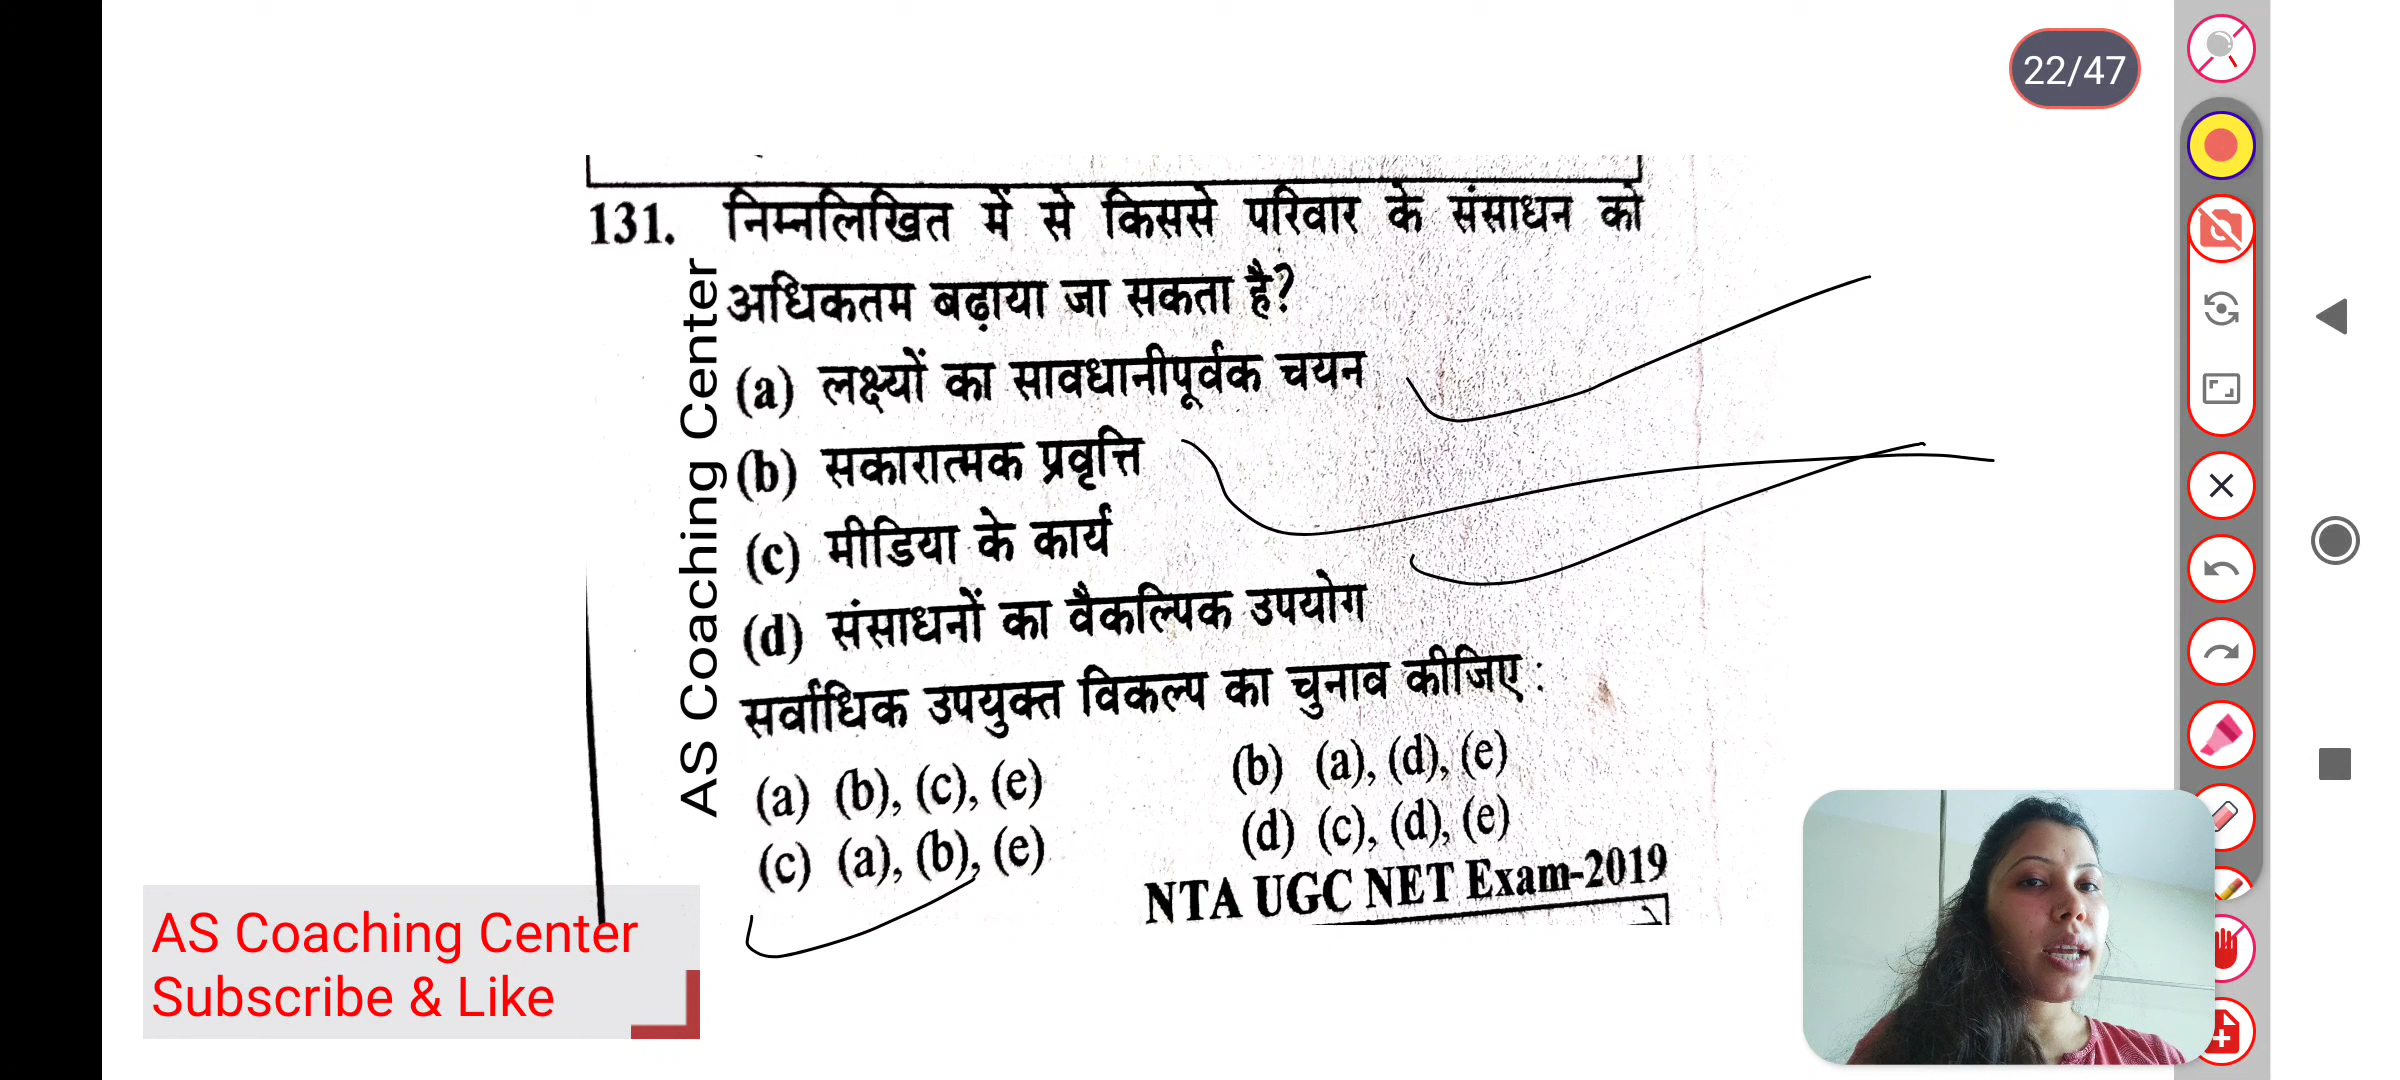 22/47
131. निम्नलिखित में से किससे परिवार के संसाधन को
अधिकतम बढ़ाया जा सकता है?
(a) लक्ष्यों का सावधानीपूर्वक चयन
(b) सकारात्मक प्रवृत्ति
(c) मीडिया के कार्य
(d) संसाधनों का वैकल्पिक उपयोग
सर्वाधिक उपयुक्त विकल्प का चुनाव कीजिए :
(a) (b), (c), (e) (b) (a), (d), (e)
(c) (a), (b), (e) (d) (c), (d), (e)
NTA UGC NET Exam-2019
AS Coaching Center
AS Coaching Center
Subscribe & Like